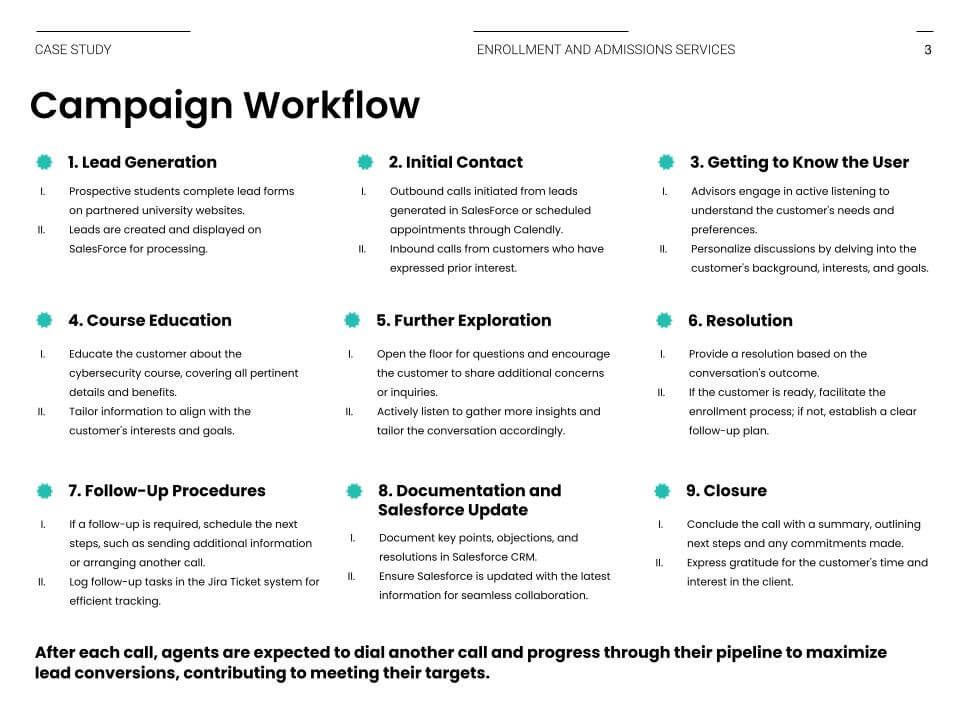 CASE STUDY
ENROLLMENT AND ADMISSIONS SERVICES
3
Campaign Workflow
1. Lead Generation
I. Prospective students complete lead forms
on partnered university websites.
II. Leads are created and displayed on
SalesForce for processing.
2. Initial Contact
I. Outbound calls initiated from leads
generated in SalesForce or scheduled
appointments through Calendly.
II. Inbound calls from customers who have
expressed prior interest.
3. Getting to Know the User
I. Advisors engage in active listening to
understand the customer's needs and
preferences.
II. Personalize discussions by delving into the
customer's background, interests, and goals.
4. Course Education
I. Educate the customer about the
cybersecurity course, covering all pertinent
details and benefits.
II. Tailor information to align with the
customer's interests and goals.
5. Further Exploration
I. Open the floor for questions and encourage
the customer to share additional concerns
or inquiries.
II. Actively listen to gather more insights and
tailor the conversation accordingly.
6. Resolution
I. Provide a resolution based on the
conversation's outcome.
II. If the customer is ready, facilitate the
enrollment process; if not, establish a clear
follow-up plan.
7. Follow-Up Procedures
I. If a follow-up is required, schedule the next
steps, such as sending additional information
or arranging another call.
II. Log follow-up tasks in the Jira Ticket system for
efficient tracking.
8. Documentation and
Salesforce Update
I. Document key points, objections, and
resolutions in Salesforce CRM.
II. Ensure Salesforce is updated with the latest
information for seamless collaboration.
9. Closure
I. Conclude the call with a summary, outlining
next steps and any commitments made.
II. Express gratitude for the customer's time and
interest in the client.
After each call, agents are expected to dial another call and progress through their pipeline to maximize
lead conversions, contributing to meeting their targets.